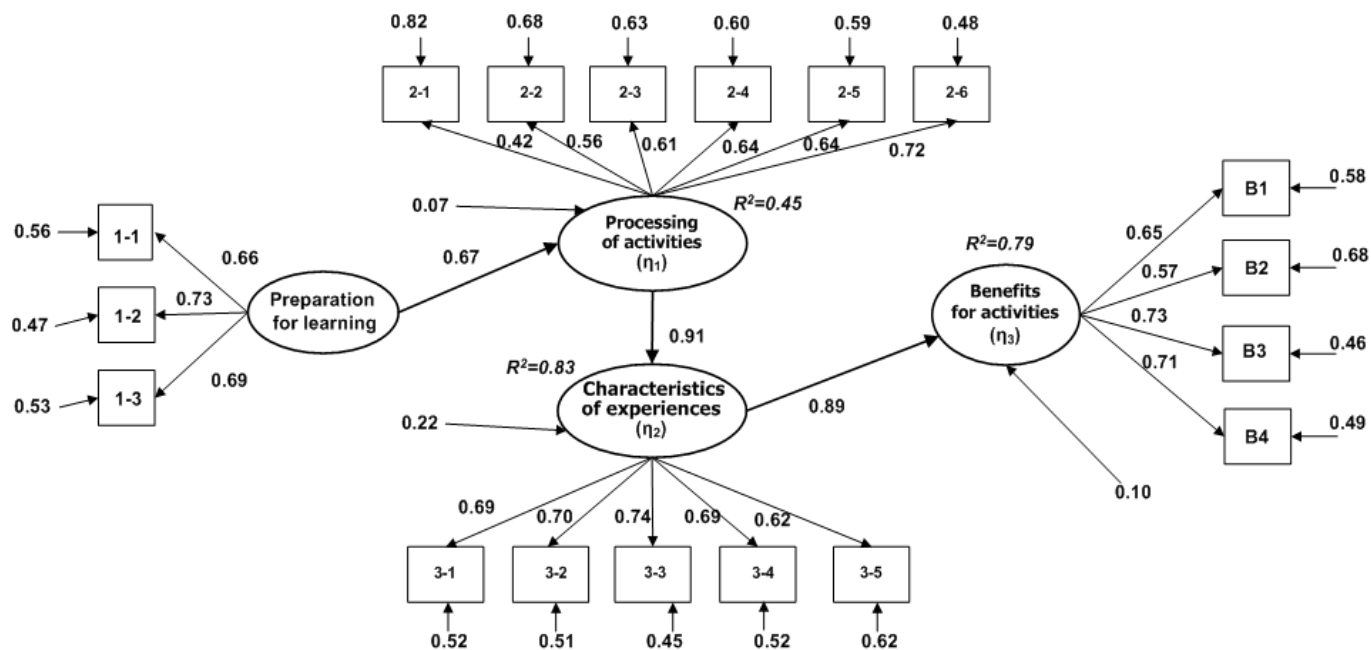 0.82 0.68 0.63 0.60 0.59 0.48
2-1 2-2 2-3 2-4 2-5 2-6
0.42 0.56 0.61 0.64 0.64 0.72
0.07
R²=0.45
Processing
of activities
(η₁)
0.56
1-1
0.66
0.47
1-2
0.73
0.53
1-3
0.69
Preparation
for learning
0.67
0.91
R²=0.83
Characteristics
of experiences
(η₂)
0.22
0.89
R²=0.79
Benefits
for activities
(η₃)
0.10
0.65
B1
0.58
0.57
B2
0.68
0.73
B3
0.46
0.71
B4
0.49
0.69 0.70 0.74 0.69 0.62
3-1 3-2 3-3 3-4 3-5
0.52 0.51 0.45 0.52 0.62